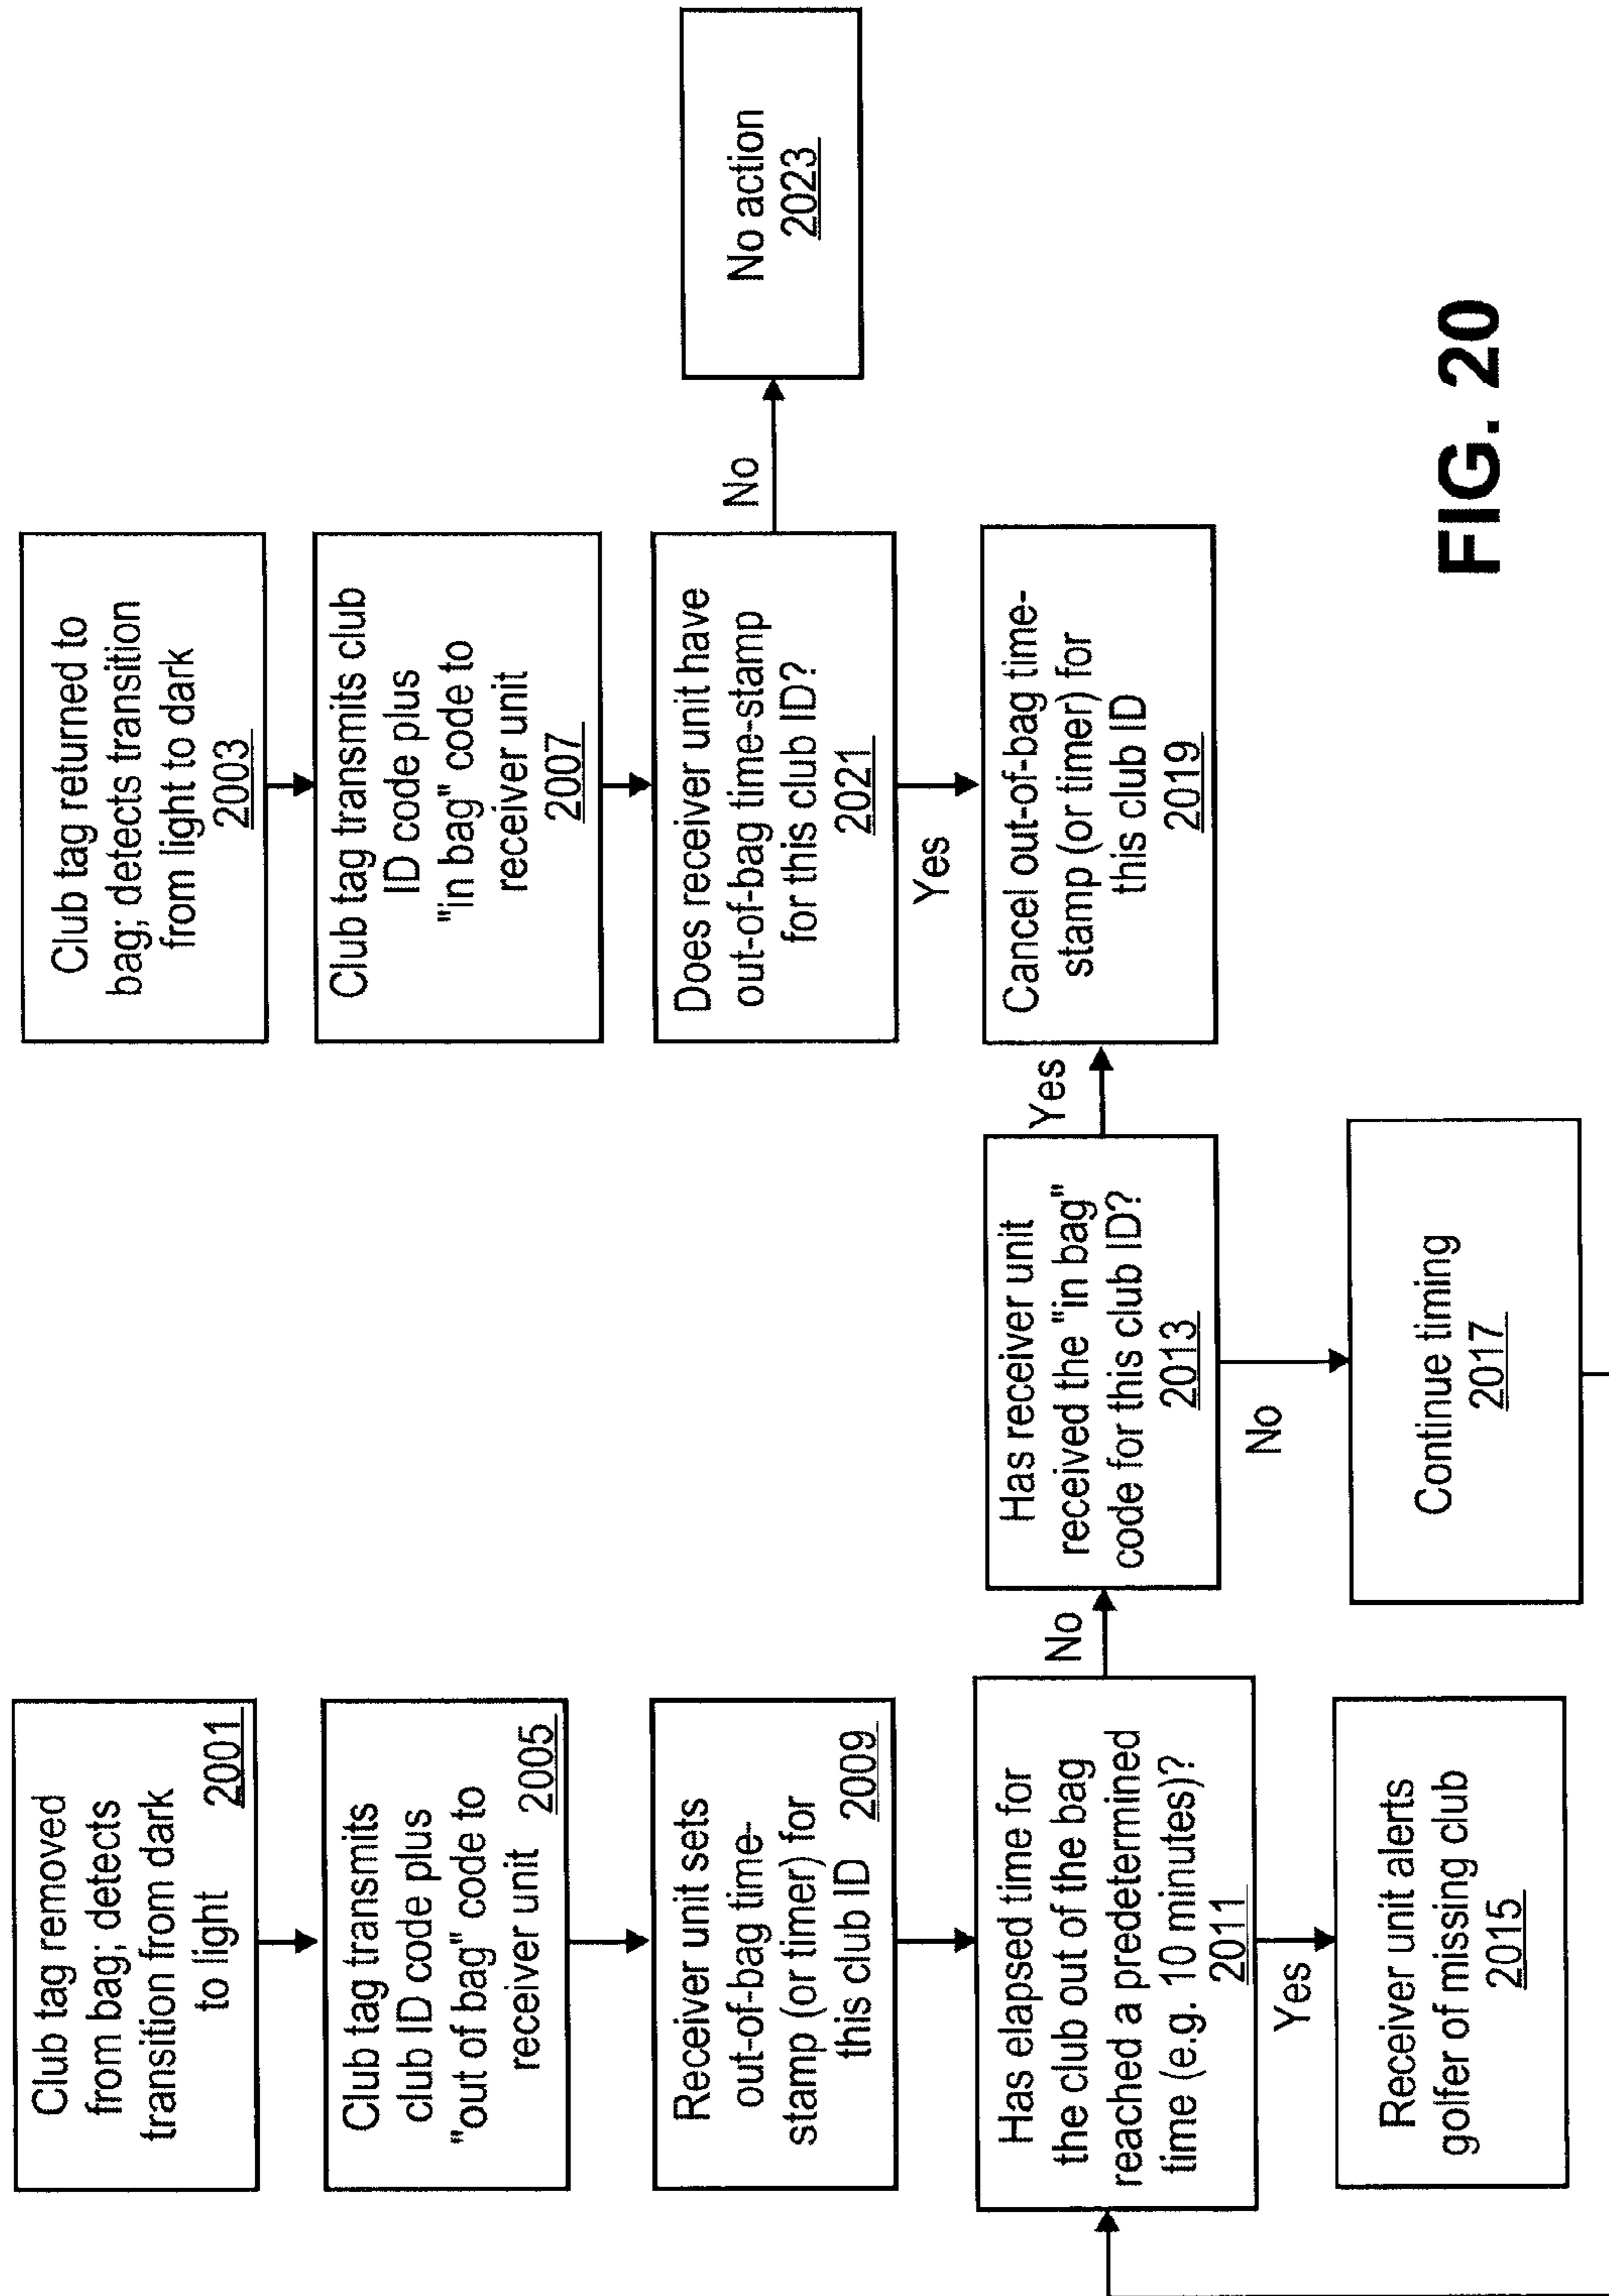 Club tag removed
from bag; detects
transition from dark
to light 2001
Club tag transmits
club ID code plus
"out of bag" code to
receiver unit 2005
Receiver unit sets
out-of-bag time-
stamp (or timer) for
this club ID 2009
Has elapsed time for
the club out of the bag
reached a predetermined
time (e.g. 10 minutes)?
2011
No
Yes
Receiver unit alerts
golfer of missing club
2015
Has receiver unit
received the "in bag"
code for this club ID?
2013
Yes
No
Continue timing
2017
Club tag returned to
bag; detects transition
from light to dark
2003
Club tag transmits club
ID code plus
"in bag" code to
receiver unit
2007
Does receiver unit have
out-of-bag time-stamp
for this club ID?
2021
No
Yes
Cancel out-of-bag time-
stamp (or timer) for
this club ID
2019
No action
2023
FIG. 20